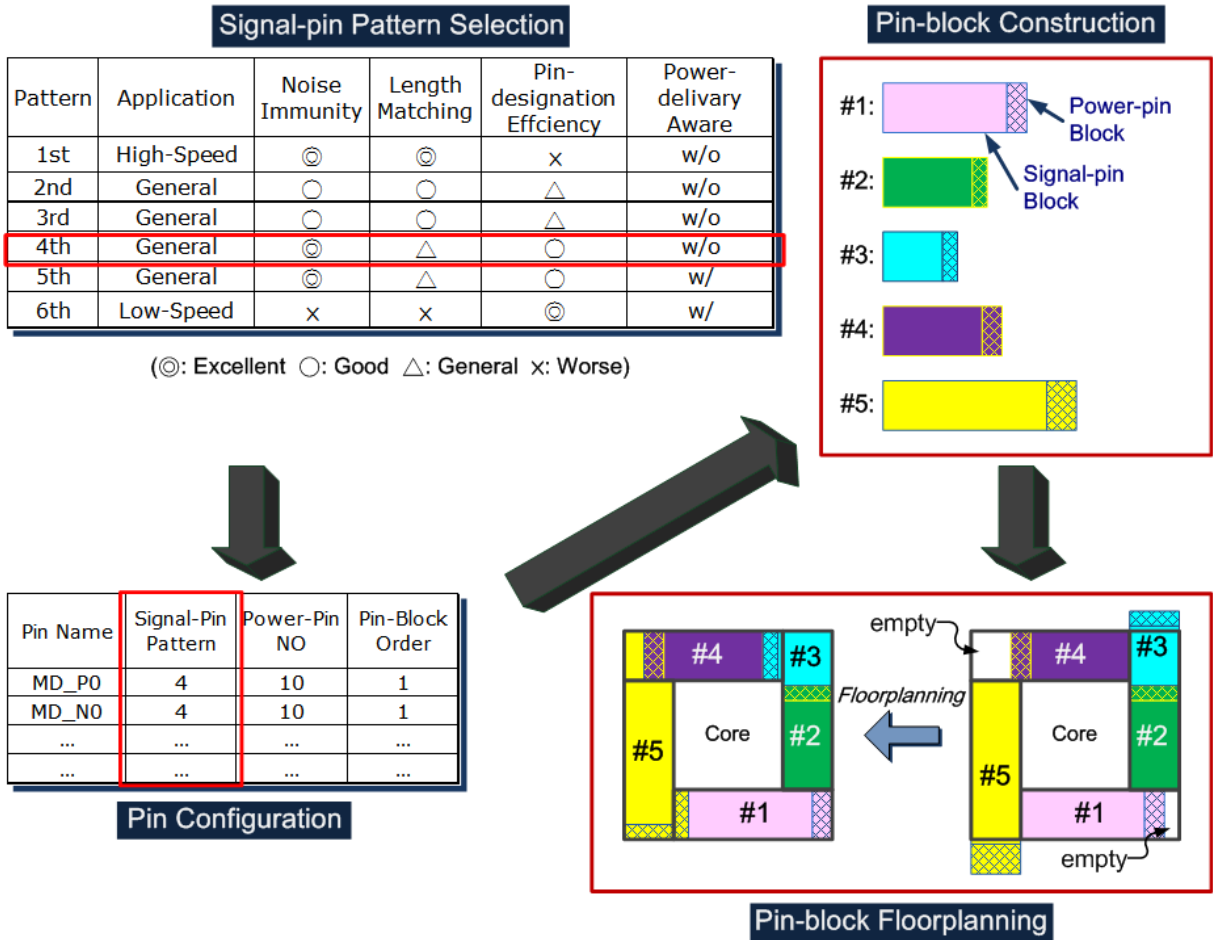 Signal-pin Pattern Selection
Pattern Application Noise Immunity Length Matching Pin-designation Effciency Power-delivary Aware
1st High-Speed ◎ ◎ × w/o
2nd General ○ ○ △ w/o
3rd General ○ ○ △ w/o
4th General ◎ △ ○ w/o
5th General ◎ △ ○ w/
6th Low-Speed × × ◎ w/
(◎: Excellent ○: Good △: General ×: Worse)
Pin-block Construction
#1:
Power-pin
Block
#2:
Signal-pin
Block
#3:
#4:
#5:
Pin Name Signal-Pin Pattern Power-Pin NO Pin-Block Order
MD_P0 4 10 1
MD_N0 4 10 1
... ... ... ...
... ... ... ...
Pin Configuration
#4 #3
Core
#2
#5
#1
Floorplanning
empty
#4 #3
Core
#2
#5
#1
empty
Pin-block Floorplanning